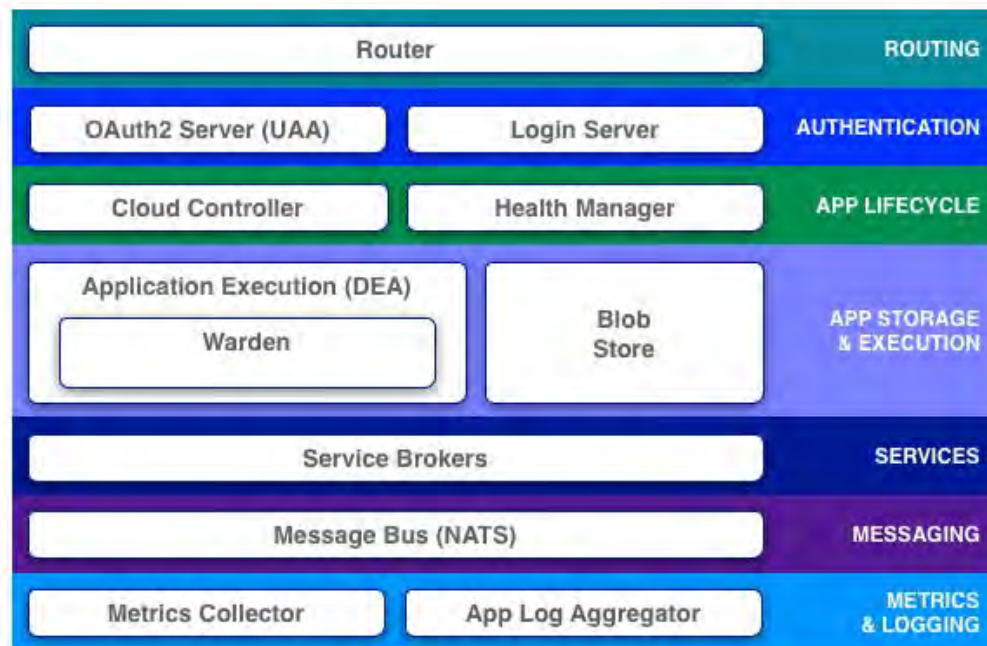 Router
ROUTING
OAuth2 Server (UAA)
Login Server
AUTHENTICATION
Cloud Controller
Health Manager
APP LIFECYCLE
Application Execution (DEA)
Warden
Blob
Store
APP STORAGE
& EXECUTION
Service Brokers
SERVICES
Message Bus (NATS)
MESSAGING
Metrics Collector
App Log Aggregator
METRICS
& LOGGING